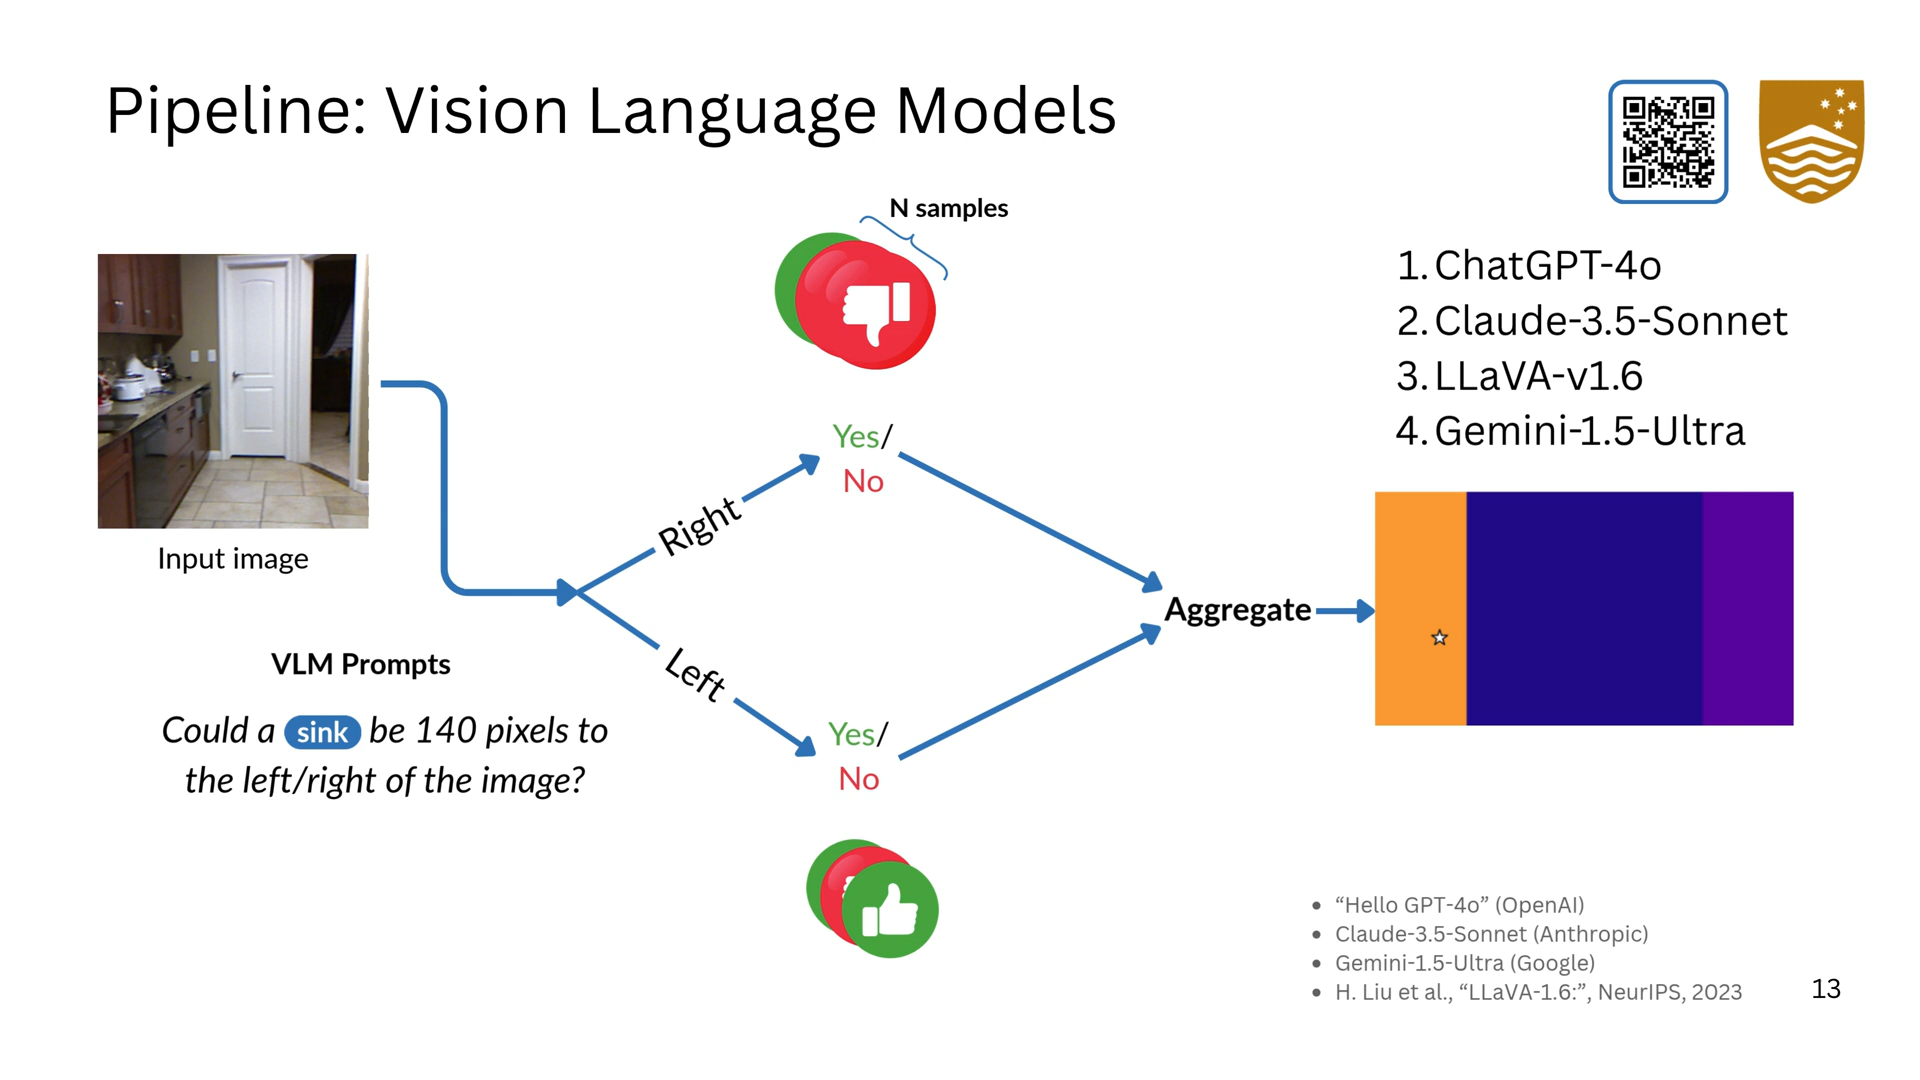 Pipeline: Vision Language Models
N samples
Input image
VLM Prompts
Could a sink be 140 pixels to
the left/right of the image?
Right
Left
Yes/
No
Yes/
No
Aggregate
1. ChatGPT-4o
2. Claude-3.5-Sonnet
3. LLaVA-v1.6
4. Gemini-1.5-Ultra
• “Hello GPT-4o” (OpenAI)
• Claude-3.5-Sonnet (Anthropic)
• Gemini-1.5-Ultra (Google)
• H. Liu et al., “LLaVA-1.6:”, NeurIPS, 2023
13